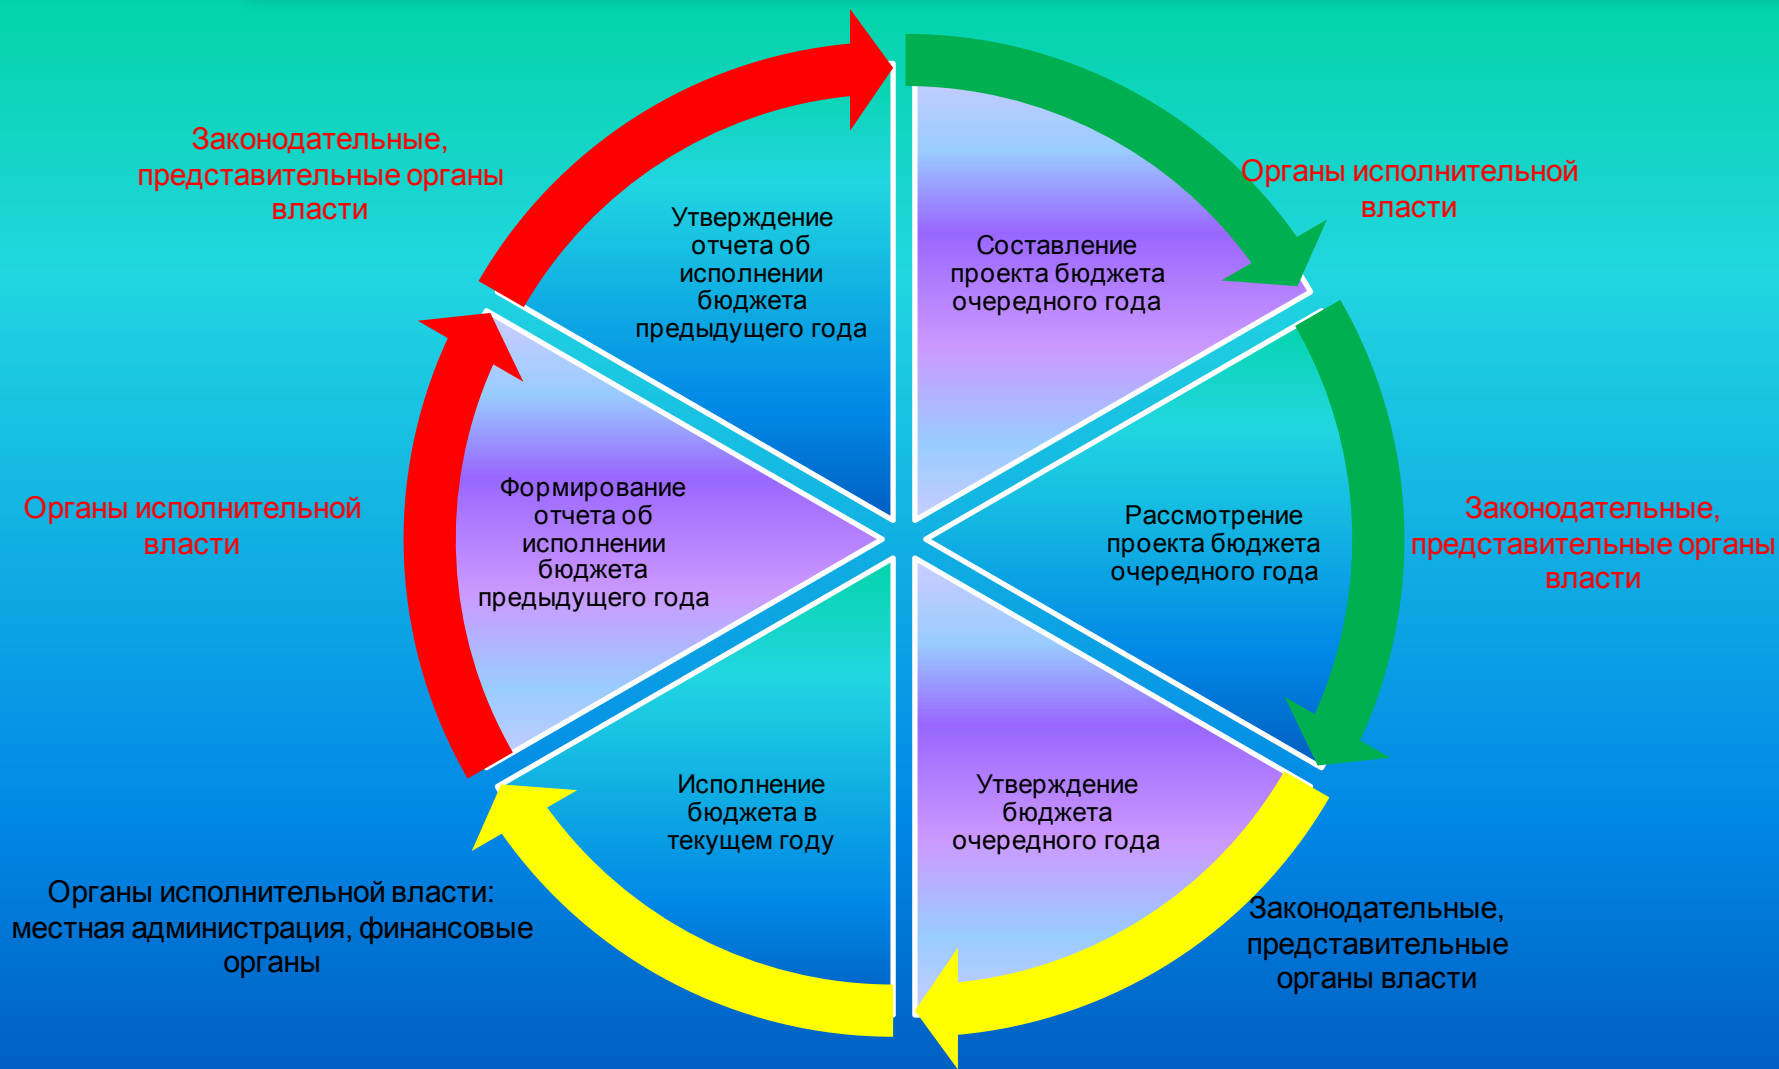 Законодательные,
представительные органы
власти
Утверждение
отчета об
исполнении
бюджета
предыдущего года
Составление
проекта бюджета
очередного года
Органы исполнительной
власти
Органы исполнительной
власти
Формирование
отчета об
исполнении
бюджета
предыдущего года
Рассмотрение
проекта бюджета
очередного года
Законодательные,
представительные органы
власти
Исполнение
бюджета в
текущем году
Утверждение
бюджета
очередного года
Органы исполнительной власти:
местная администрация, финансовые
органы
Законодательные,
представительные
органы власти